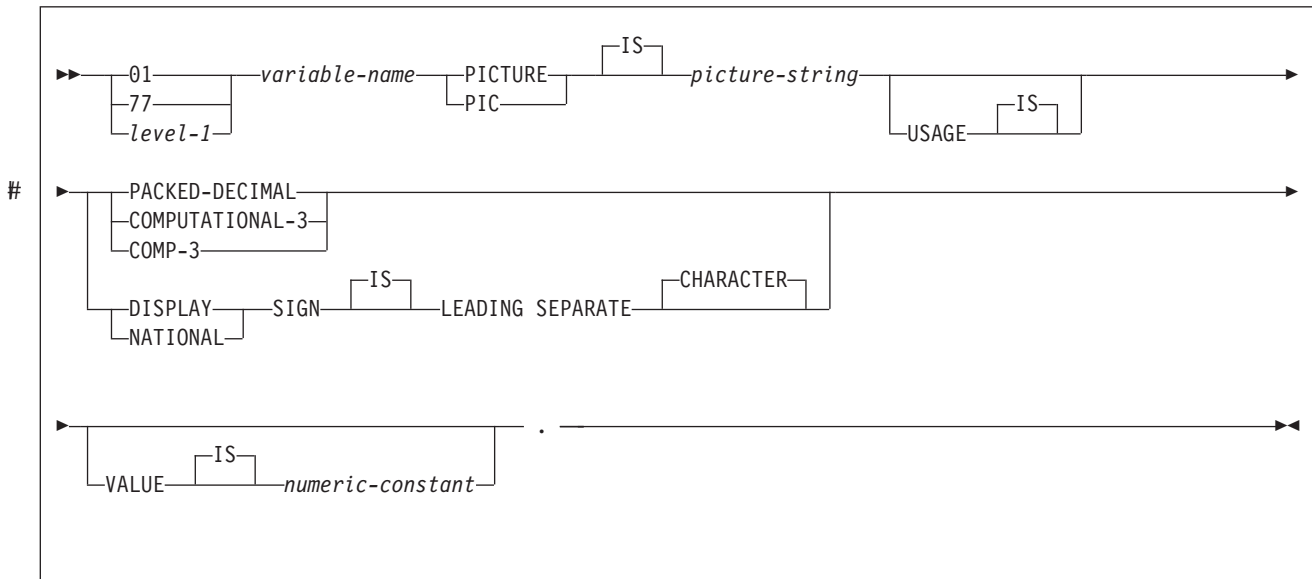 IS IS
01 variable-name PICTURE picture-string
77 PIC IS
level-1 USAGE
# PACKED-DECIMAL
COMPUTATIONAL-3
COMP-3
IS CHARACTER
DISPLAY SIGN LEADING SEPARATE
NATIONAL
.
IS
VALUE numeric-constant